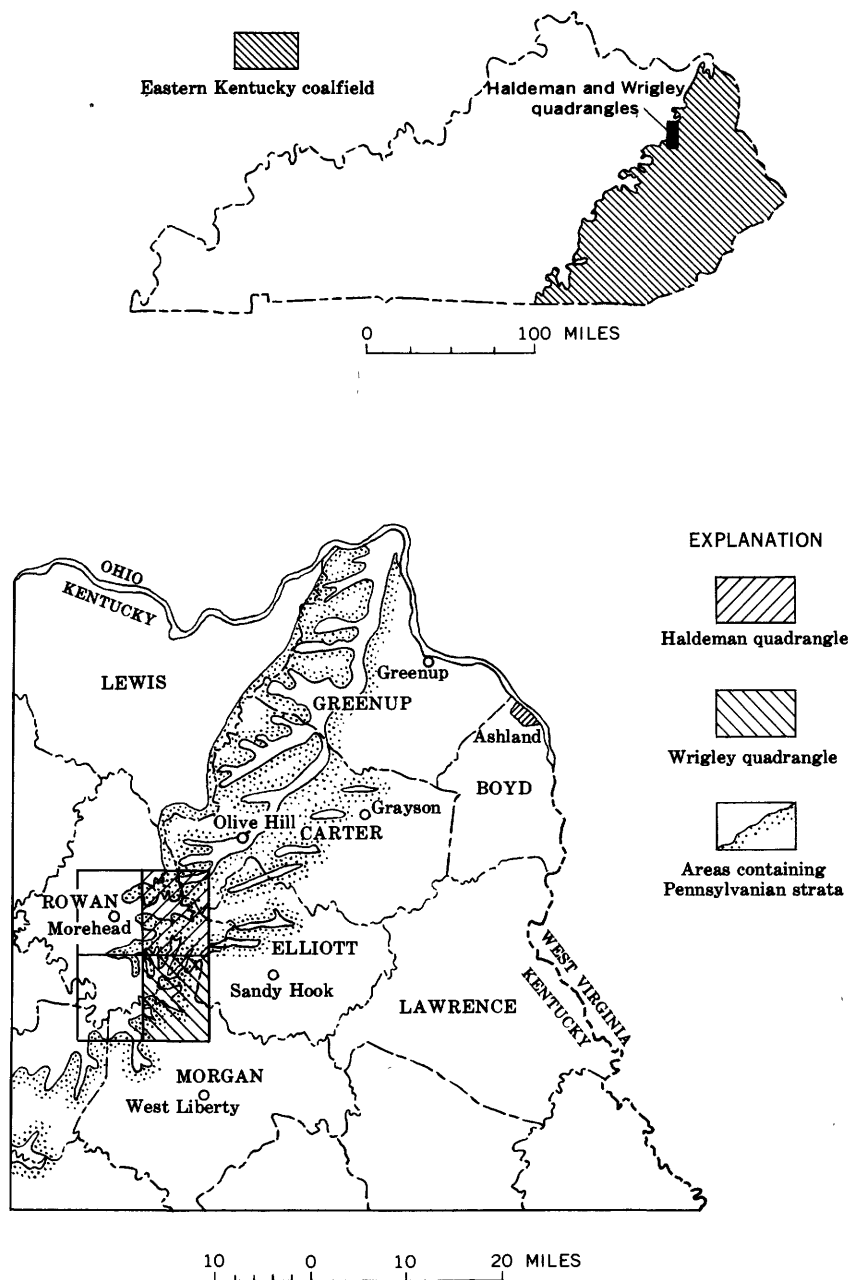 Eastern Kentucky coalfield
Haldeman and Wrigley
quadrangles
0 100 MILES
EXPLANATION
Haldeman quadrangle
Wrigley quadrangle
Areas containing
Pennsylvanian strata
OHIO
KENTUCKY
LEWIS
Greenup
GREENUP
Ashland
BOYD
Grayson
Olive Hill
CARTER
ROWAN
Morehead
ELLIOTT
Sandy Hook
LAWRENCE
WEST VIRGINIA
KENTUCKY
MORGAN
West Liberty
10 0 10 20 MILES